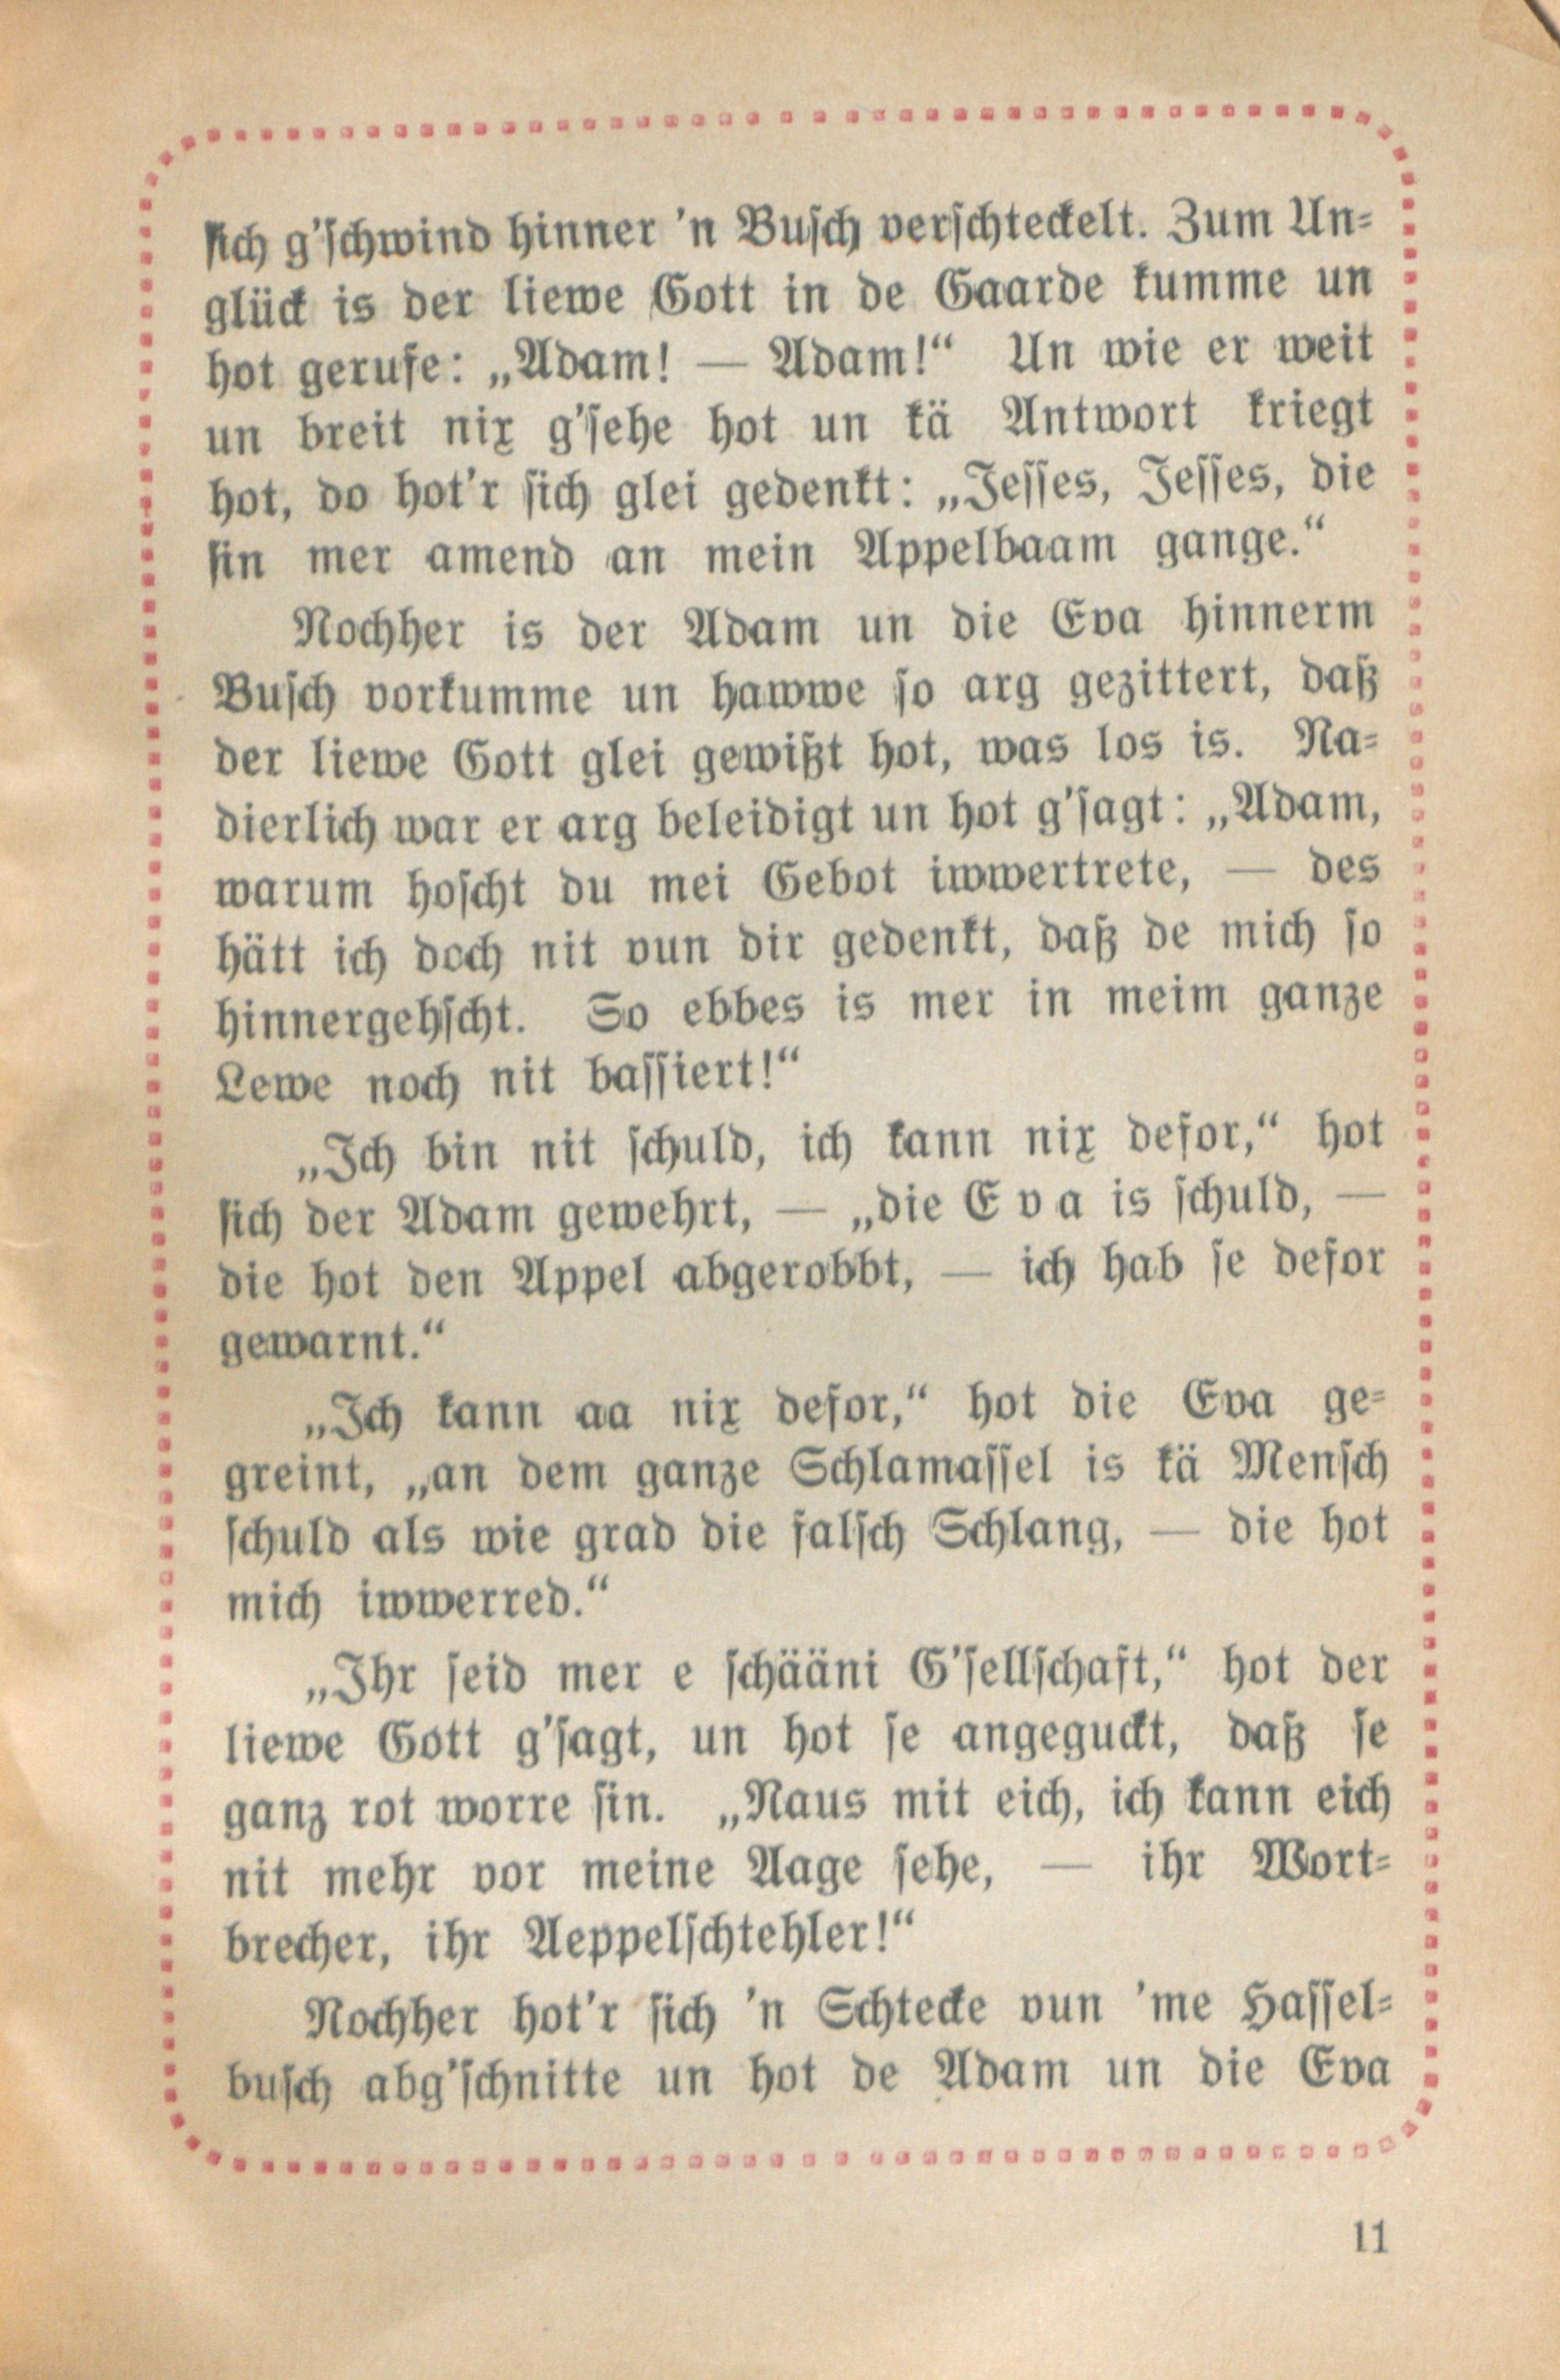 sich g'schwind hinner 'n Busch verschteckelt. Zum Un-
glück is der liewe Gott in de Gaarde kumme un
hot gerufe: „Adam! — Adam!“ Un wie er weit
un breit nix g'sehe hot un kä Antwort kriegt
hot, do hot'r sich glei gedenkt: „Jesses, Jesses, die
sin mer amend an mein Appelbaam gange.“
Nochher is der Adam un die Eva hinnerm
Busch vorkumme un hawwe so arg gezittert, daß
der liewe Gott glei gewißt hot, was los is. Na-
dierlich war er arg beleidigt un hot g'sagt: „Adam,
warum hoscht du mei Gebot iwwertrete, — des
hätt ich doch nit vun dir gedenkt, daß de mich so
hinnergehscht. So ebbes is mer in meim ganze
Lewe noch nit bassiert!“
„Ich bin nit schuld, ich kann nix defor,“ hot
sich der Adam gewehrt, — „die Eva is schuld, —
die hot den Appel abgerobbt, — ich hab se defor
gewarnt.“
„Ich kann aa nix defor,“ hot die Eva ge-
greint, „an dem ganze Schlamassel is kä Mensch
schuld als wie grad die falsch Schlang, — die hot
mich iwwerred.“
„Ihr seid mer e schääni G'sellschaft,“ hot der
liewe Gott g'sagt, un hot se angeguckt, daß se
ganz rot worre sin. „Naus mit eich, ich kann eich
nit mehr vor meine Aage sehe, — ihr Wort-
brecher, ihr Aeppelschtehler!“
Nochher hot'r sich 'n Schtecke vun 'me Hassel-
busch abg'schnitte un hot de Adam un die Eva
11